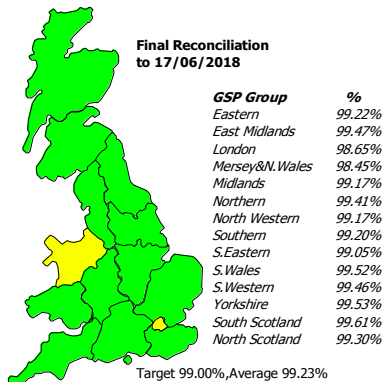 Final Reconciliation
to 17/06/2018
GSP Group %
Eastern 99.22%
East Midlands 99.47%
London 98.65%
Mersey&N.Wales 98.45%
Midlands 99.17%
Northern 99.41%
North Western 99.17%
Southern 99.20%
S.Eastern 99.05%
S.Wales 99.52%
S.Western 99.46%
Yorkshire 99.53%
South Scotland 99.61%
North Scotland 99.30%
Target 99.00%,Average 99.23%